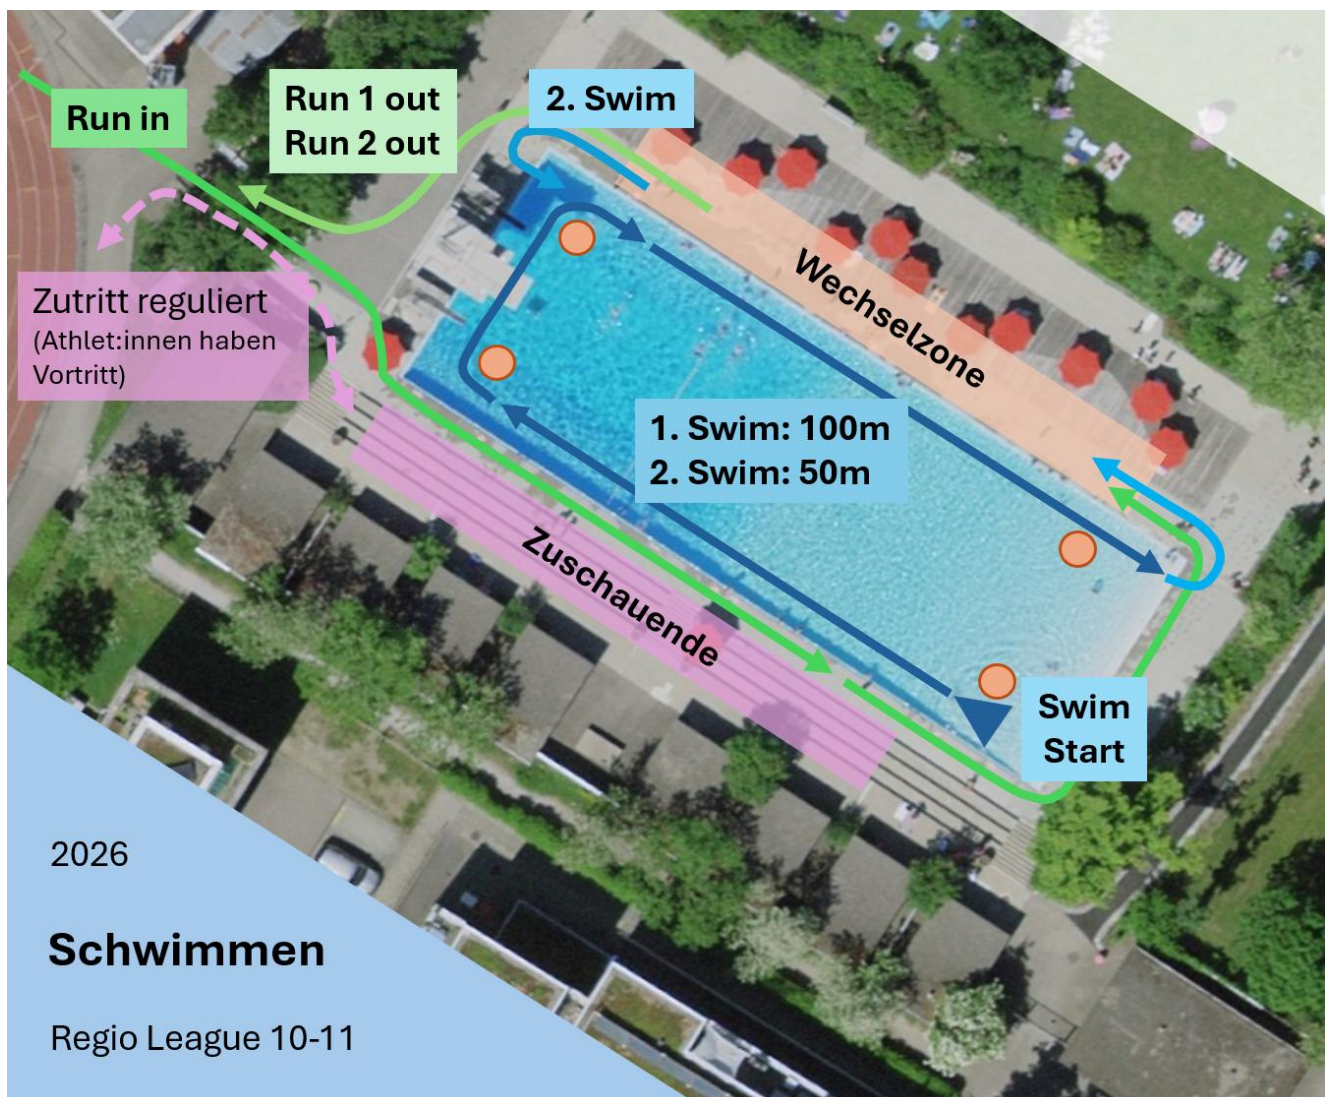 Run in
Run 1 out
Run 2 out
2. Swim
Zutritt reguliert
(Athlet:innen haben
Vortritt)
Wechselzone
1. Swim: 100m
2. Swim: 50m
Zuschauende
Swim
Start
2026
Schwimmen
Regio League 10-11